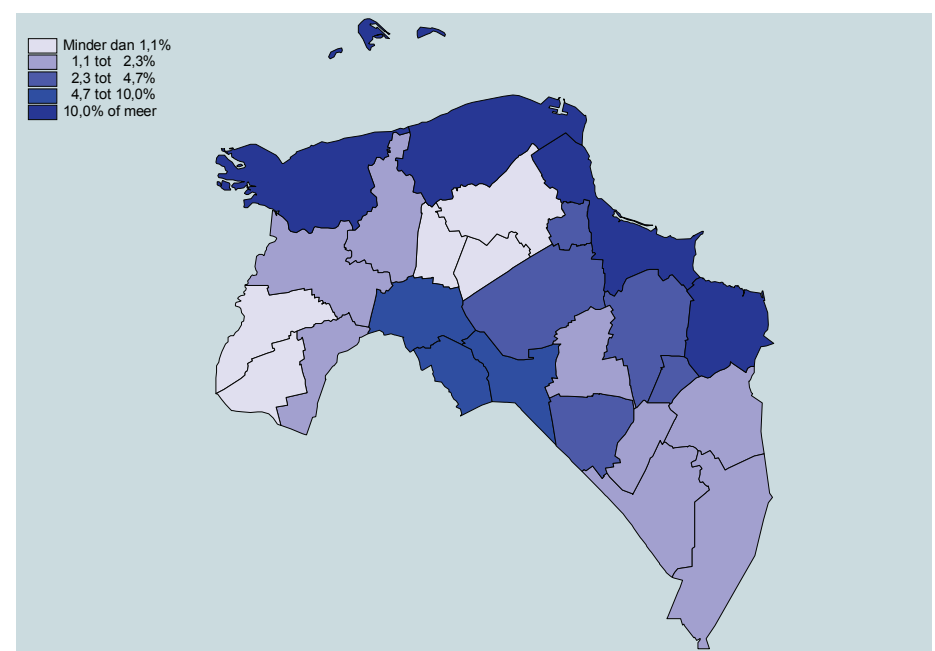 Minder dan 1,1%
1,1 tot 2,3%
2,3 tot 4,7%
4,7 tot 10,0%
10,0% of meer